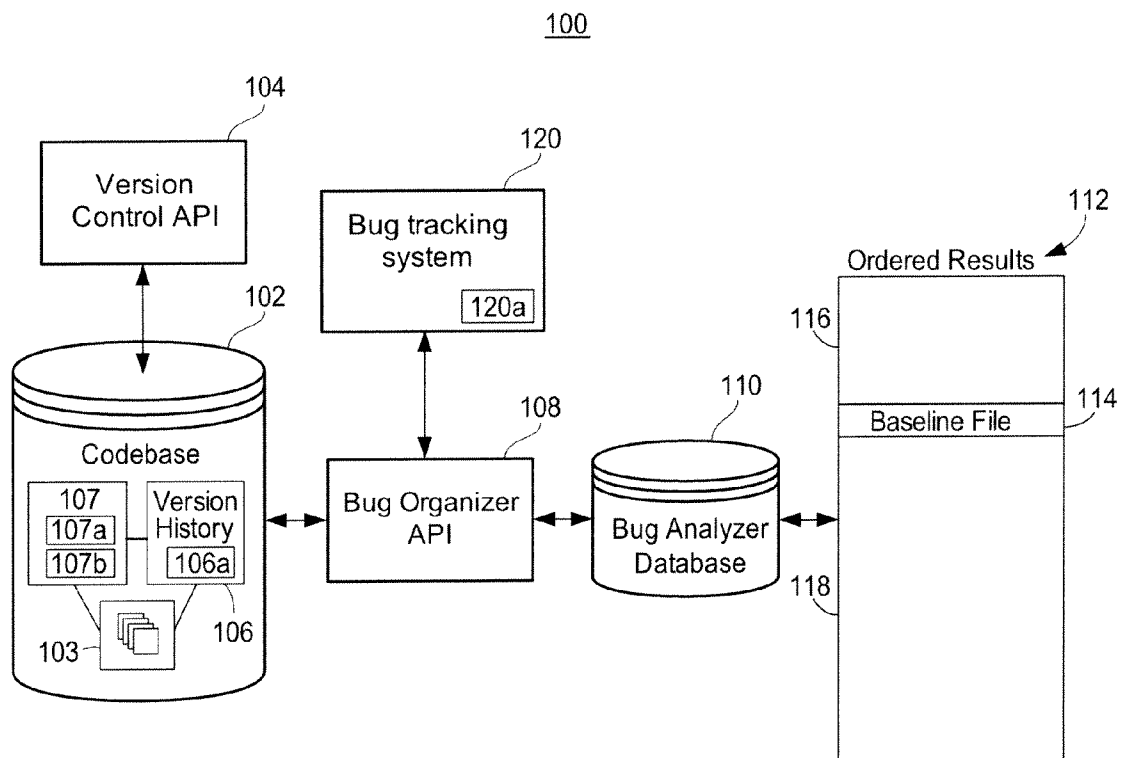 100
104
Version
Control API
120
Bug tracking
system
120a
112
Ordered Results
102
116
Codebase
108
110
Baseline File
114
107
107a
107b
Version
History
106a
Bug Organizer
API
Bug Analyzer
Database
103
106
118